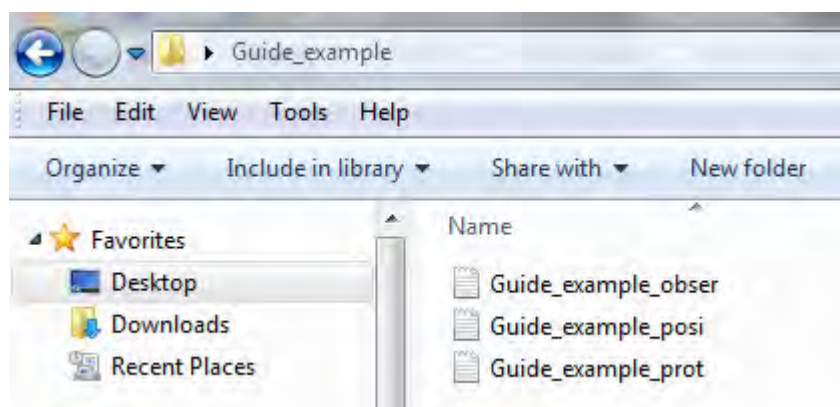 Guide_example
File Edit View Tools Help
Organize Include in library Share with New folder
Favorites
Desktop
Downloads
Recent Places
Name
Guide_example_obser
Guide_example_posi
Guide_example_prot